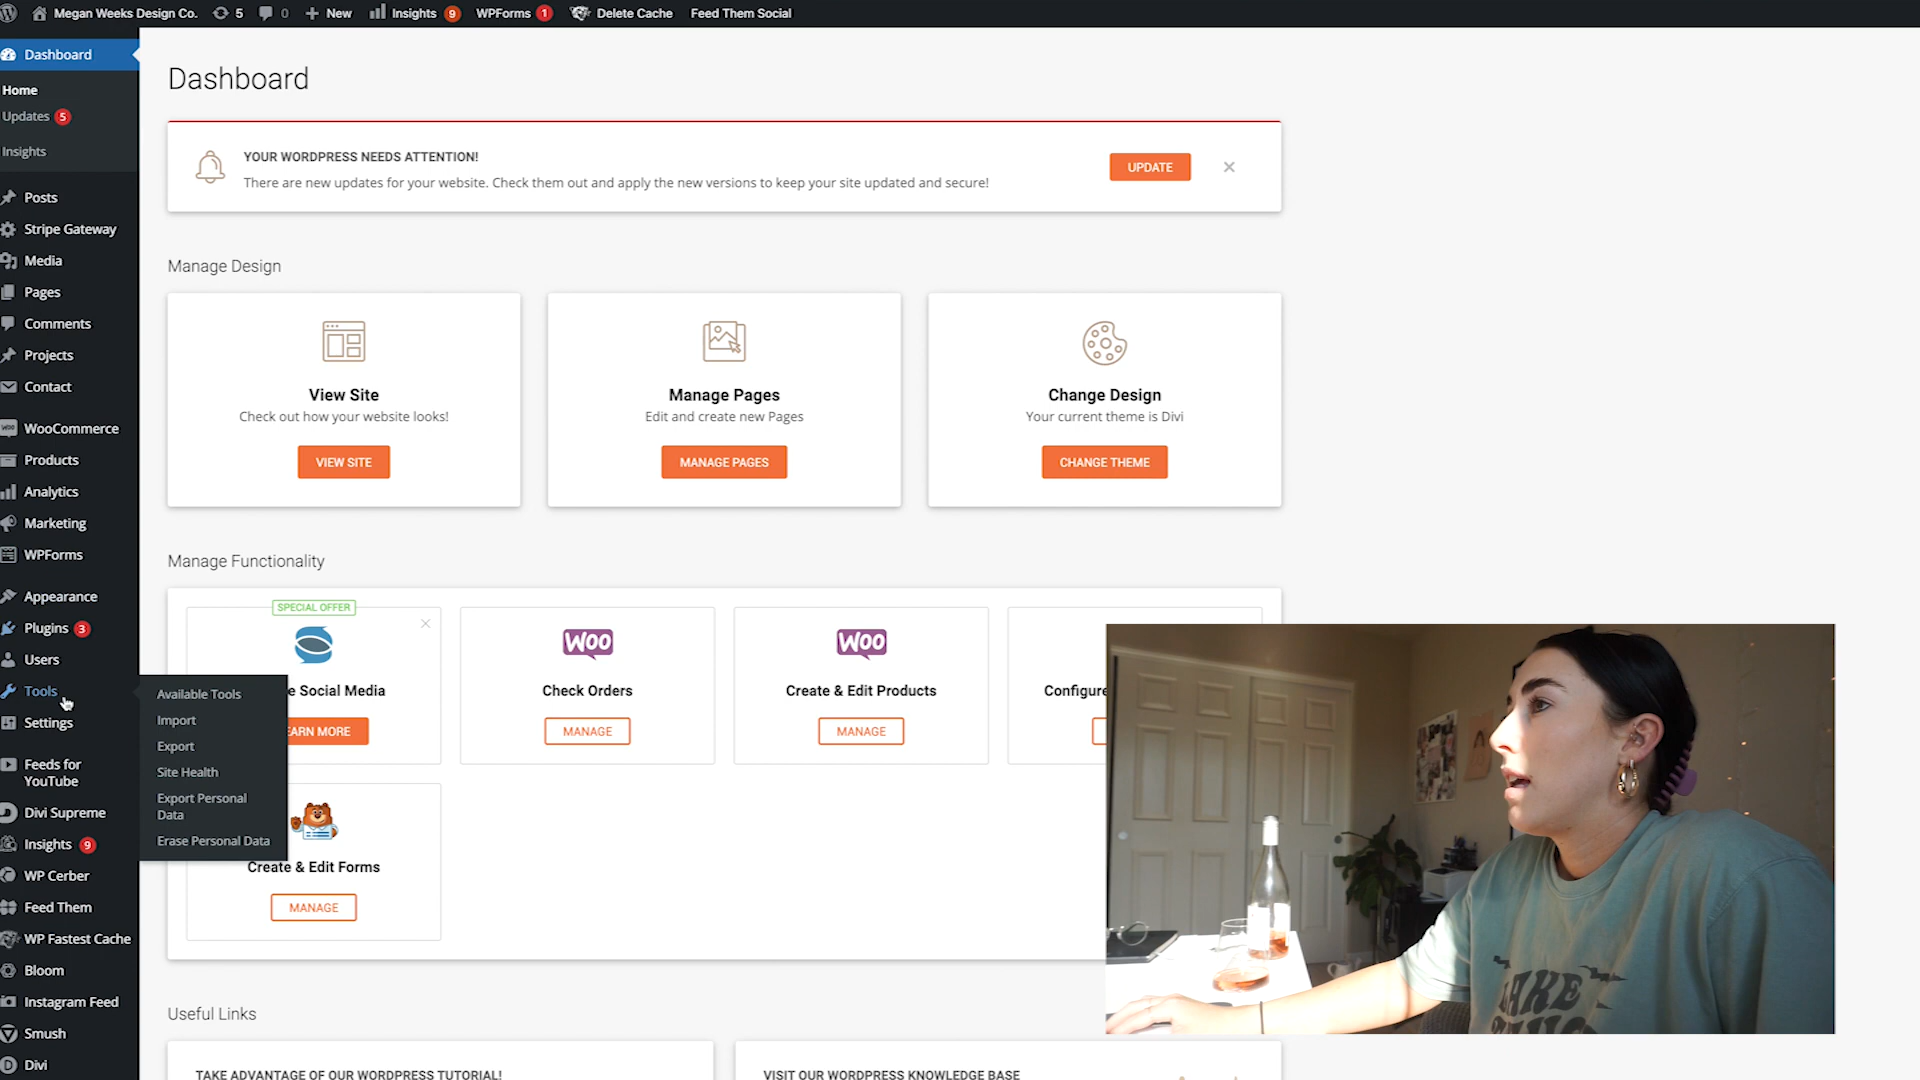 Megan Weeks Design Co. 5 0 New Insights 9 WPForms 1 Delete Cache Feed Them Social
Dashboard
Home
Updates 5
Insights
Posts
Stripe Gateway
Media
Pages
Comments
Projects
Contact
WooCommerce
Products
Analytics
Marketing
WPForms
Appearance
Plugins 3
Users
Tools
Settings
Feeds for
YouTube
Divi Supreme
Insights 9
WP Cerber
Feed Them
WP Fastest Cache
Bloom
Instagram Feed
Smush
Divi
Available Tools
Import
Export
Site Health
Export Personal
Data
Erase Personal Data
Dashboard
YOUR WORDPRESS NEEDS ATTENTION!
There are new updates for your website. Check them out and apply the new versions to keep your site updated and secure!
UPDATE
Manage Design
View Site
Check out how your website looks!
VIEW SITE
Manage Pages
Edit and create new Pages
MANAGE PAGES
Change Design
Your current theme is Divi
CHANGE THEME
Manage Functionality
SPECIAL OFFER
e Social Media
EARN MORE
WOO
Check Orders
MANAGE
WOO
Create & Edit Products
MANAGE
Configure
Create & Edit Forms
MANAGE
Useful Links
TAKE ADVANTAGE OF OUR WORDPRESS TUTORIAL!
VISIT OUR WORDPRESS KNOWLEDGE BASE